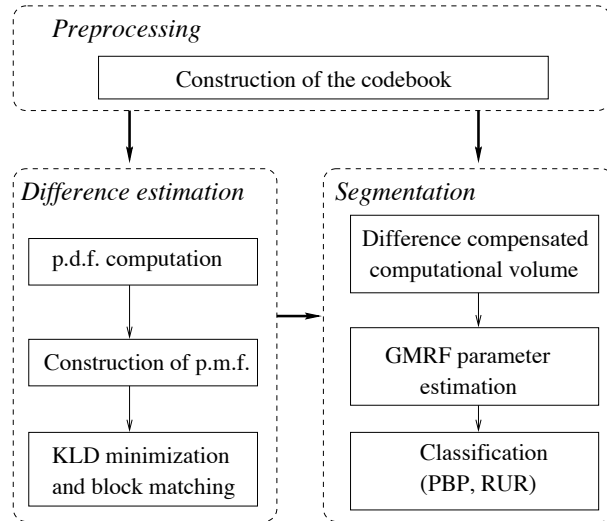 Preprocessing
Construction of the codebook
Difference estimation
p.d.f. computation
Construction of p.m.f.
KLD minimization
and block matching
Segmentation
Difference compensated
computational volume
GMRF parameter
estimation
Classification
(PBP, RUR)